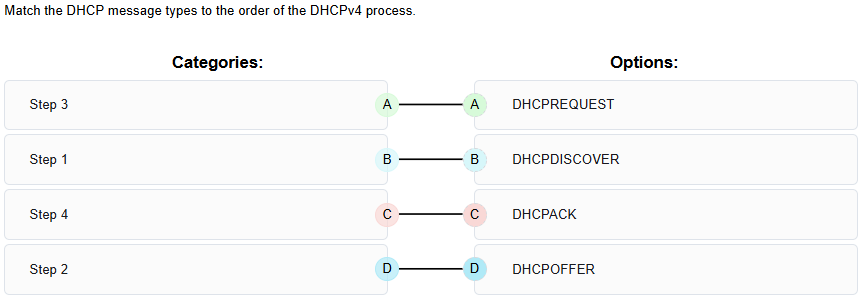 Match the DHCP message types to the order of the DHCPv4 process.
Categories: Options:
Step 3 A A DHCPREQUEST
Step 1 B B DHCPDISCOVER
Step 4 C C DHCPACK
Step 2 D D DHCPOFFER